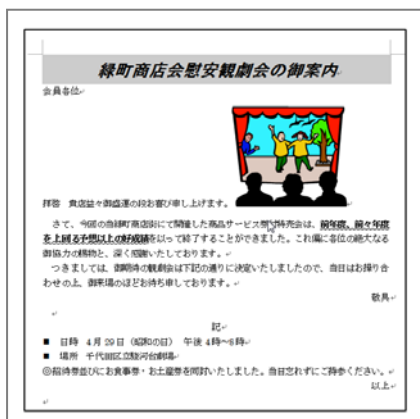 緑町商店会慰安観劇会の御案内
会員各位
拝啓 貴店益々御盛運の段お喜び申し上げます。
さて、今回の当緑町商店街にて開催した商品サービス券付特売会は、前年度、前々年度
を上回る予想以上の好成績を以って終了することができました。これ偏に各位の絶大なる
御協力の賜物と、深く感謝いたしております。
つきましては、御期待の観劇会は下記の通りに決定いたしましたので、当日はお繰り合
わせの上、御来場のほどお待ち申しております。
敬具
記
■ 日時 4月29日(昭和の日) 午後4時~8時
■ 場所 千代田区立駿河台劇場
◎招待券並びにお食事券・お土産券を同封いたしました。当日忘れずにご持参ください。
以上